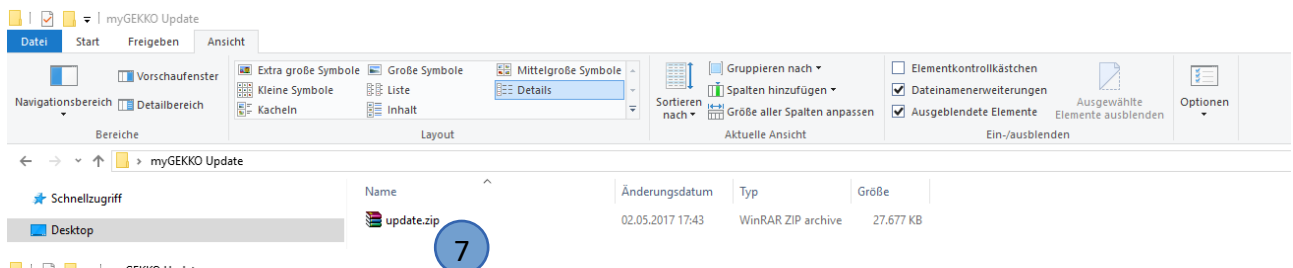 myGEKKO Update
Datei Start Freigeben Ansicht
Navigationsbereich
Vorschaufenster
Detailbereich
Bereiche
Extra große Symbole Große Symbole Mittelgroße Symbole
Kleine Symbole Liste Details
Kacheln Inhalt
Layout
Sortieren nach
Gruppieren nach
Spalten hinzufügen
Größe aller Spalten anpassen
Aktuelle Ansicht
Elementkontrollkästchen
Dateinamenerweiterungen
Ausgeblendete Elemente
Ausgewählte
Elemente ausblenden
Ein-/ausblenden
Optionen
myGEKKO Update
Schnellzugriff
Desktop
Name Änderungsdatum Typ Größe
update.zip 02.05.2017 17:43 WinRAR ZIP archive 27.677 KB
7